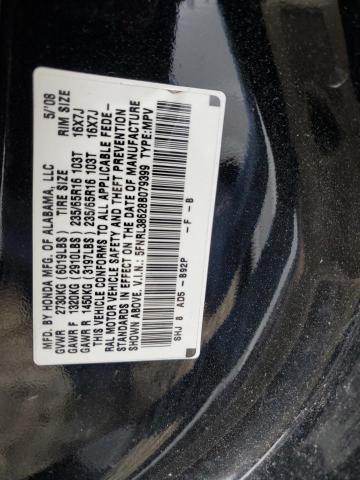 MFD. BY HONDA MFG. OF ALABAMA, LLC 5/'08
GVWR 2730KG (6019LBS) TIRE SIZE RIM SIZE
GAWR F 1320KG (2910LBS) 235/65R16 103T 16X7J
GAWR R 1450KG (3197LBS) 235/65R16 103T 16X7J
THIS VEHICLE CONFORMS TO ALL APPLICABLE FEDE-
RAL MOTOR VEHICLE SAFETY AND THEFT PREVENTION
STANDARDS IN EFFECT ON THE DATE OF MANUFACTURE
SHOWN ABOVE. V.I.N.: 5FNRL38628B079399 TYPE:MPV
SHJ 8 AD5 - B92P - F - B